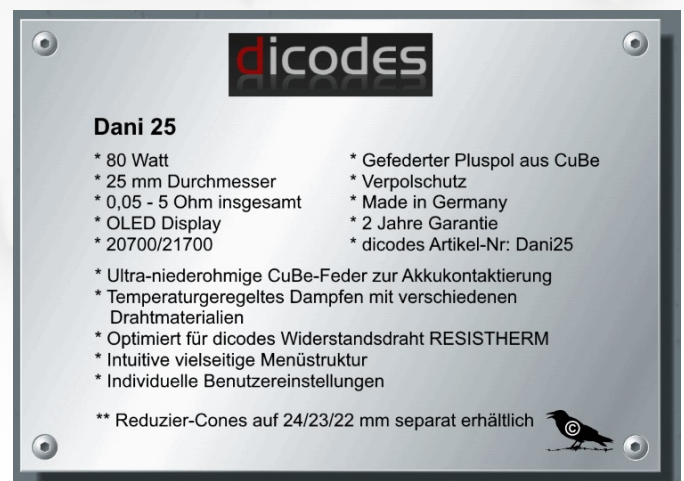 dicodes
Dani 25
* 80 Watt
* 25 mm Durchmesser
* 0,05 - 5 Ohm insgesamt
* OLED Display
* 20700/21700
* Gefederter Pluspol aus CuBe
* Verpolschutz
* Made in Germany
* 2 Jahre Garantie
* dicodes Artikel-Nr: Dani25
* Ultra-niederohmige CuBe-Feder zur Akkukontaktierung
* Temperaturgeregeltes Dampfen mit verschiedenen
Drahtmaterialien
* Optimiert für dicodes Widerstandsdraht RESISTHERM
* Intuitive vielseitige Menüstruktur
* Individuelle Benutzereinstellungen
** Reduzier-Cones auf 24/23/22 mm separat erhältlich
©